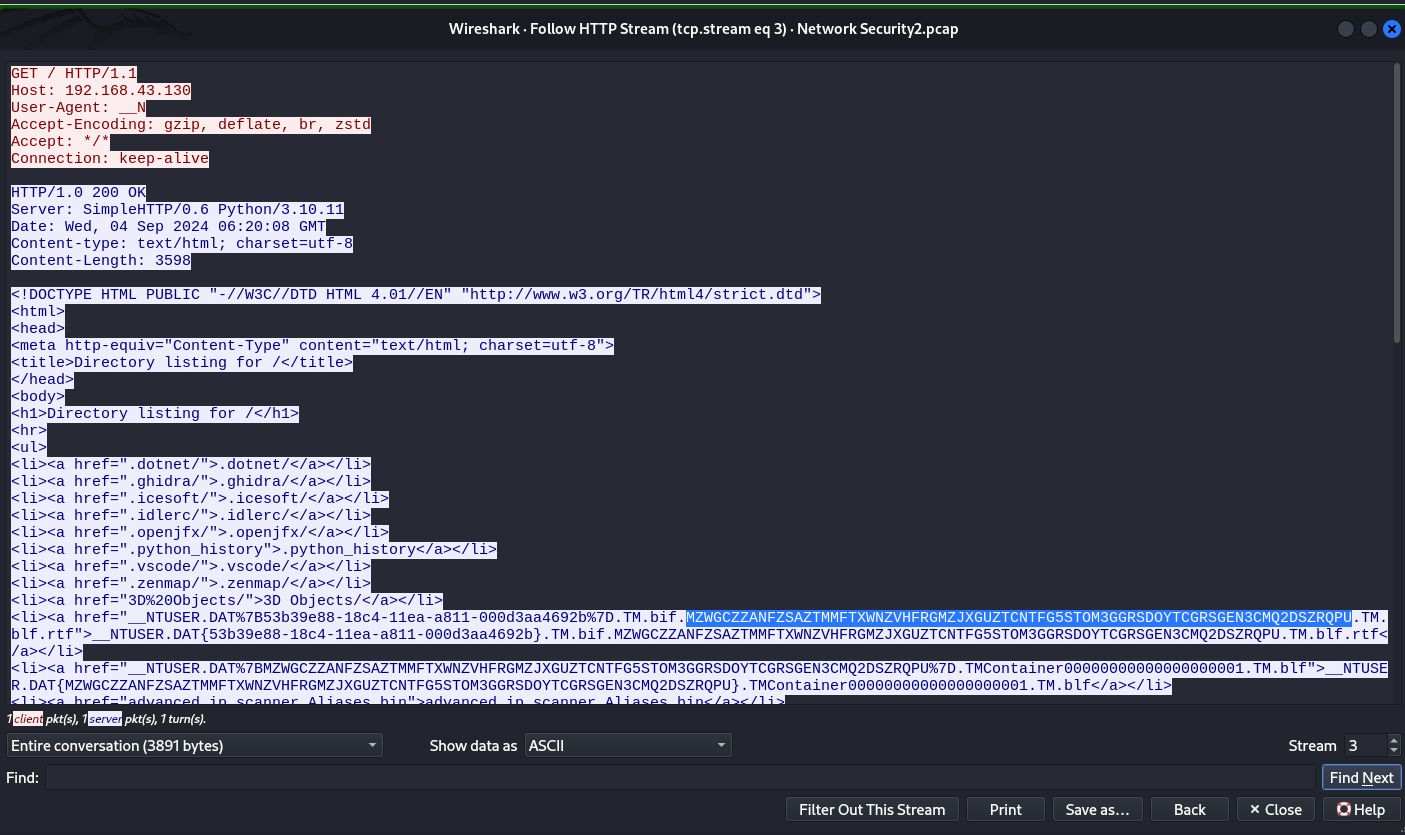 Wireshark · Follow HTTP Stream (tcp.stream eq 3) · Network Security2.pcap
GET / HTTP/1.1
Host: 192.168.43.130
User-Agent: __N
Accept-Encoding: gzip, deflate, br, zstd
Accept: */*
Connection: keep-alive
HTTP/1.0 200 OK
Server: SimpleHTTP/0.6 Python/3.10.11
Date: Wed, 04 Sep 2024 06:20:08 GMT
Content-type: text/html; charset=utf-8
Content-Length: 3598
<!DOCTYPE HTML PUBLIC "-//W3C//DTD HTML 4.01//EN" "http://www.w3.org/TR/html4/strict.dtd">
<html>
<head>
<meta http-equiv="Content-Type" content="text/html; charset=utf-8">
<title>Directory listing for /</title>
</head>
<body>
<h1>Directory listing for /</h1>
<hr>
<ul>
<li><a href=".dotnet/">.dotnet/</a></li>
<li><a href=".ghidra/">.ghidra/</a></li>
<li><a href=".icesoft/">.icesoft/</a></li>
<li><a href=".idlerc/">.idlerc/</a></li>
<li><a href=".openjfx/">.openjfx/</a></li>
<li><a href=".python_history">.python_history</a></li>
<li><a href=".vscode/">.vscode/</a></li>
<li><a href=".zenmap/">.zenmap/</a></li>
<li><a href="3D%20Objects/">3D Objects/</a></li>
<li><a href="__NTUSER.DAT%7B53b39e88-18c4-11ea-a811-000d3aa4692b%7D.TM.bif.MZWGCZZANFZSAZTMMFTXWNZVHFRGMZJXGUZTCNTFG5STOM3GGRSDOYTCGRSGEN3CMQ2DSZRQPU.TM.
blf.rtf">__NTUSER.DAT{53b39e88-18c4-11ea-a811-000d3aa4692b}.TM.bif.MZWGCZZANFZSAZTMMFTXWNZVHFRGMZJXGUZTCNTFG5STOM3GGRSDOYTCGRSGEN3CMQ2DSZRQPU.TM.blf.rtf<
/a></li>
<li><a href="__NTUSER.DAT%7BMZWGCZZANFZSAZTMMFTXWNZVHFRGMZJXGUZTCNTFG5STOM3GGRSDOYTCGRSGEN3CMQ2DSZRQPU%7D.TMContainer00000000000000000001.TM.blf">__NTUSE
R.DAT{MZWGCZZANFZSAZTMMFTXWNZVHFRGMZJXGUZTCNTFG5STOM3GGRSDOYTCGRSGEN3CMQ2DSZRQPU}.TMContainer00000000000000000001.TM.blf</a></li>
<li><a href="advanced_ip_scanner_Aliases.bin">advanced_ip_scanner_Aliases.bin</a></li>
1 client pkt(s), 1 server pkt(s), 1 turn(s).
Entire conversation (3891 bytes) Show data as ASCII Stream 3
Find: Find Next
Filter Out This Stream Print Save as… Back Close Help